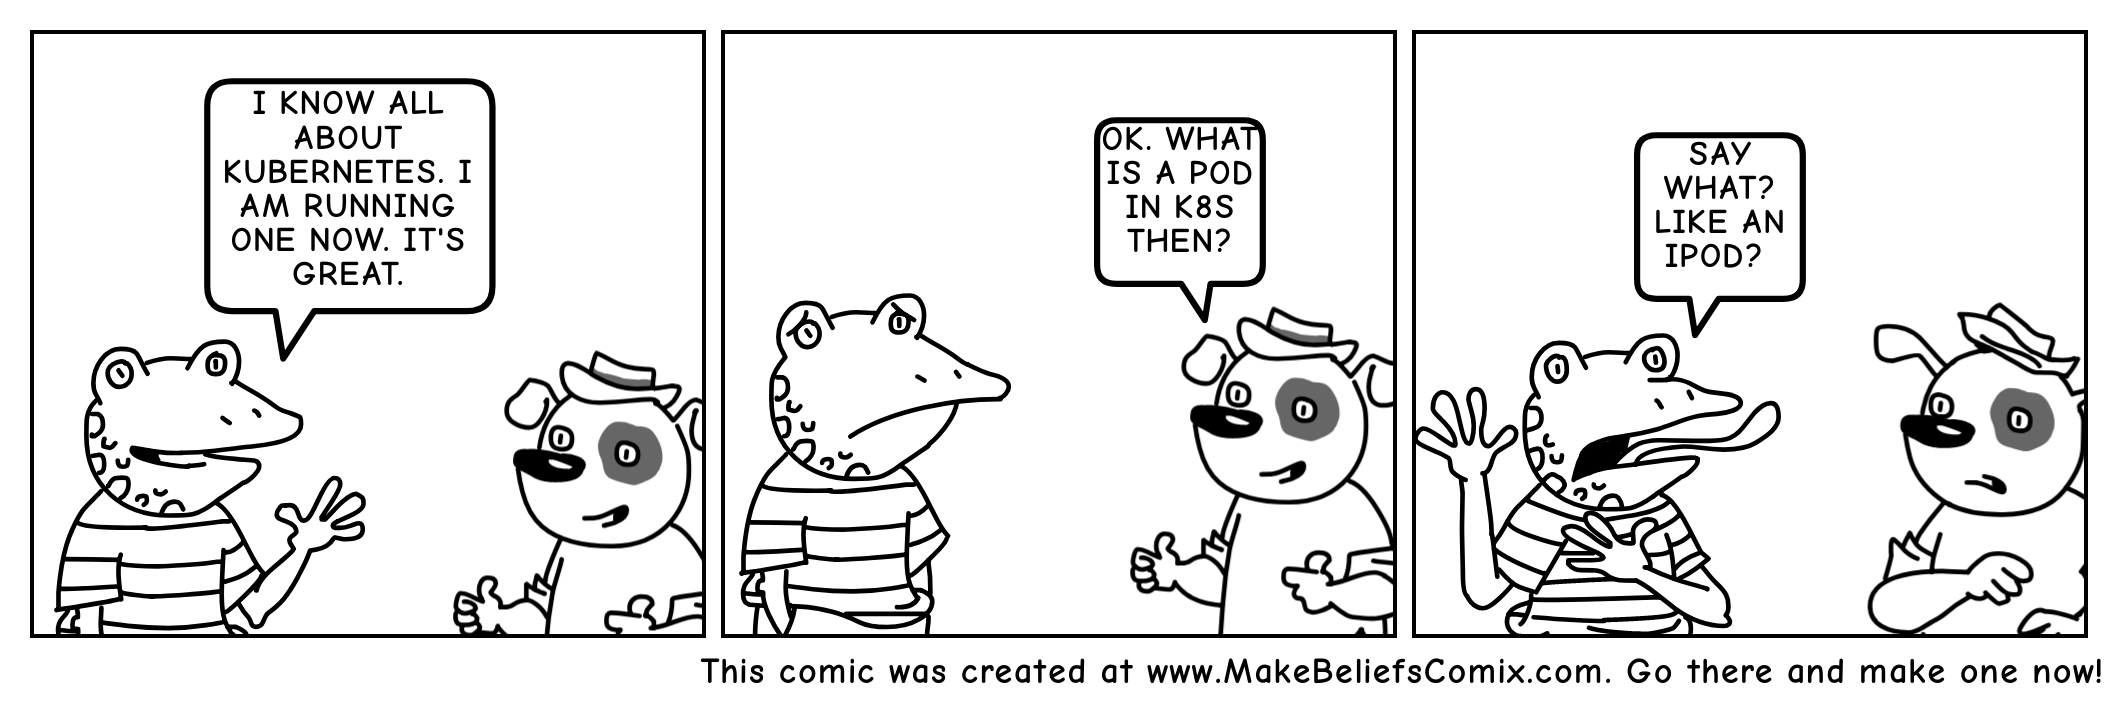 I KNOW ALL
ABOUT
KUBERNETES. I
AM RUNNING
ONE NOW. IT'S
GREAT.
OK. WHAT
IS A POD
IN K8S
THEN?
SAY
WHAT?
LIKE AN
IPOD?
This comic was created at www.MakeBeliefsComix.com. Go there and make one now!